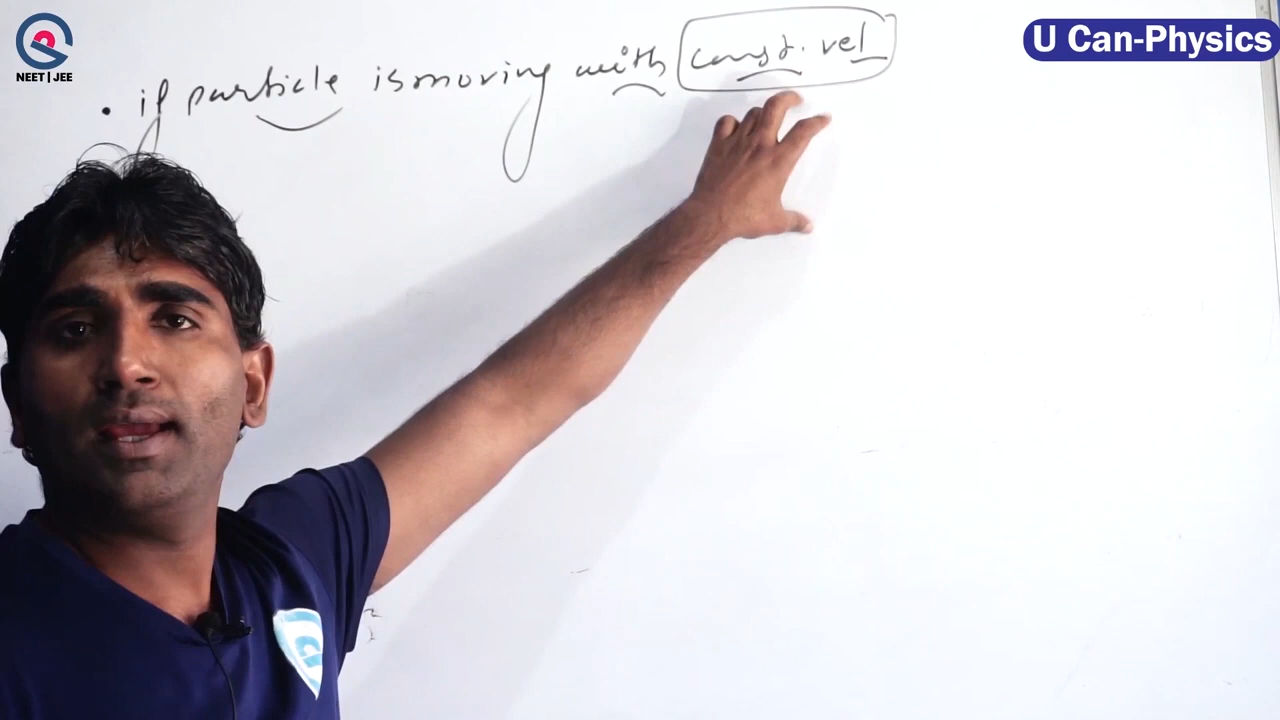 NEET | JEE
U Can-Physics
• if particle is moving with const. vel